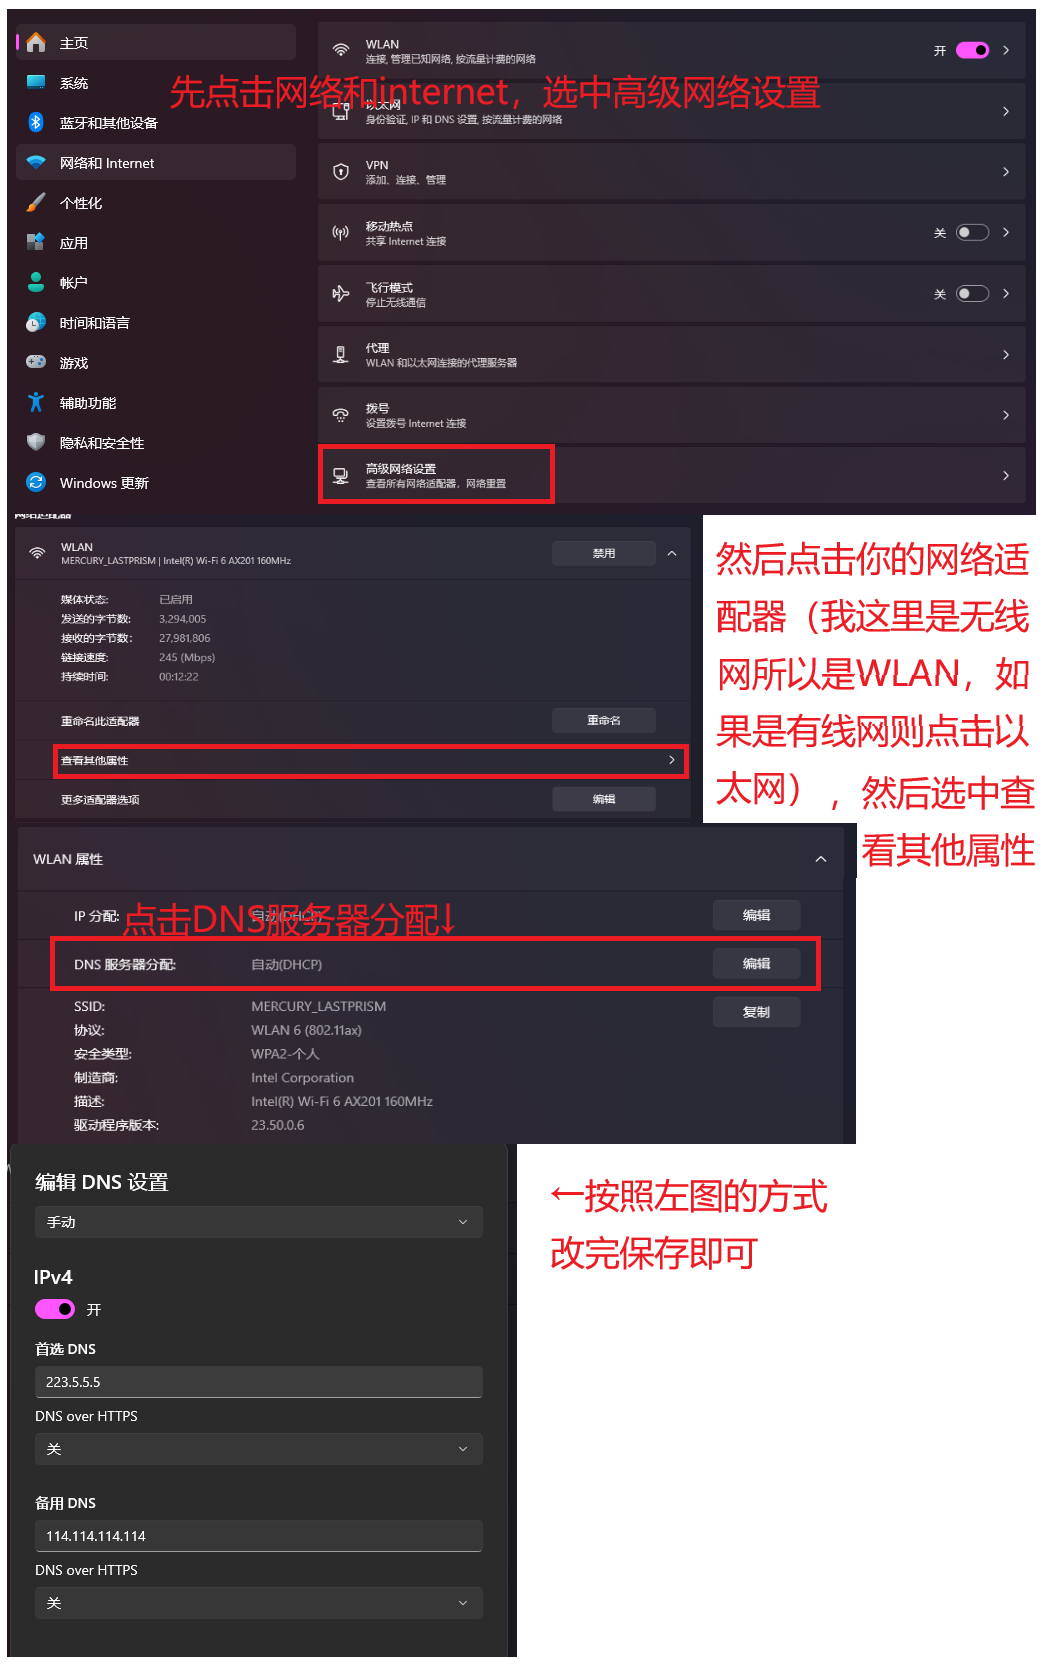 主页
系统
蓝牙和其他设备
网络和 Internet
个性化
应用
帐户
时间和语言
游戏
辅助功能
隐私和安全性
Windows 更新
WLAN
连接, 管理已知网络, 按流量计费的网络
开
先点击网络和internet，选中高级网络设置
以太网
身份验证, IP 和 DNS 设置, 按流量计费的网络
VPN
添加、连接、管理
移动热点
共享 Internet 连接
关
飞行模式
停止无线通信
关
代理
WLAN 和以太网连接的代理服务器
拨号
设置拨号 Internet 连接
高级网络设置
查看所有网络适配器，网络重置
网络适配器
WLAN
MERCURY_LASTPRISM | Intel(R) Wi-Fi 6 AX201 160MHz
禁用
媒体状态: 已启用
发送的字节数: 3,294,005
接收的字节数: 27,981,806
链接速度: 245 (Mbps)
持续时间: 00:12:22
重命名此适配器
重命名
查看其他属性
更多适配器选项
编辑
然后点击你的网络适
配器（我这里是无线
网所以是WLAN，如
果是有线网则点击以
太网），然后选中查
看其他属性
WLAN 属性
IP 分配: 自动(DHCP)
编辑
点击DNS服务器分配↓
DNS 服务器分配: 自动(DHCP)
编辑
SSID: MERCURY_LASTPRISM
复制
协议: WLAN 6 (802.11ax)
安全类型: WPA2-个人
制造商: Intel Corporation
描述: Intel(R) Wi-Fi 6 AX201 160MHz
驱动程序版本: 23.50.0.6
编辑 DNS 设置
手动
IPv4
开
首选 DNS
223.5.5.5
DNS over HTTPS
关
备用 DNS
114.114.114.114
DNS over HTTPS
关
←按照左图的方式
改完保存即可